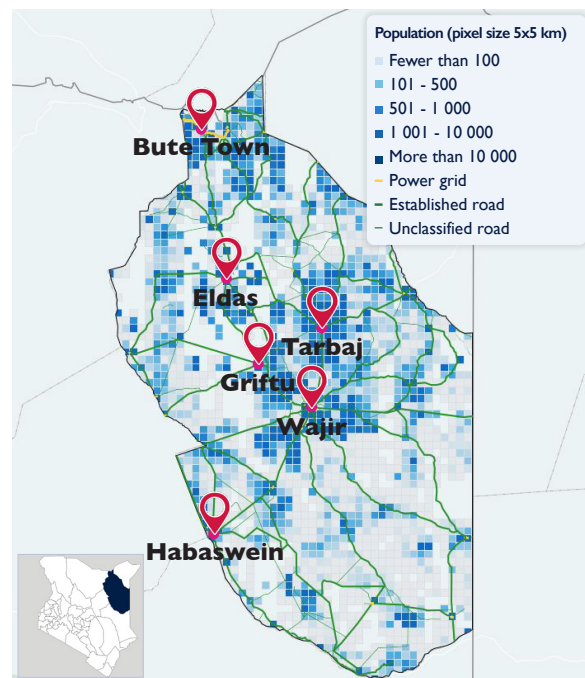 Population (pixel size 5x5 km)
Fewer than 100
101 - 500
501 - 1 000
1 001 - 10 000
More than 10 000
Power grid
Established road
Unclassified road
Bute Town
Eldas
Tarbaj
Griftu
Wajir
Habaswein